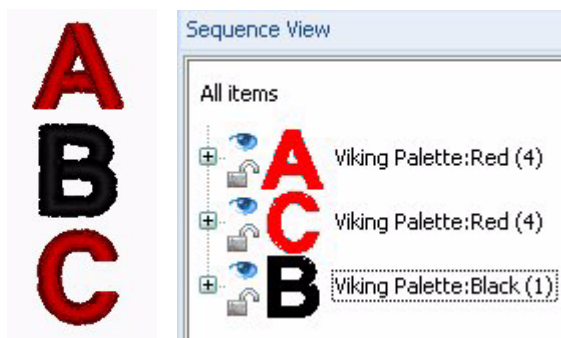 A
B
C
Sequence View
All items
A Viking Palette:Red (4)
C Viking Palette:Red (4)
B Viking Palette:Black (1)